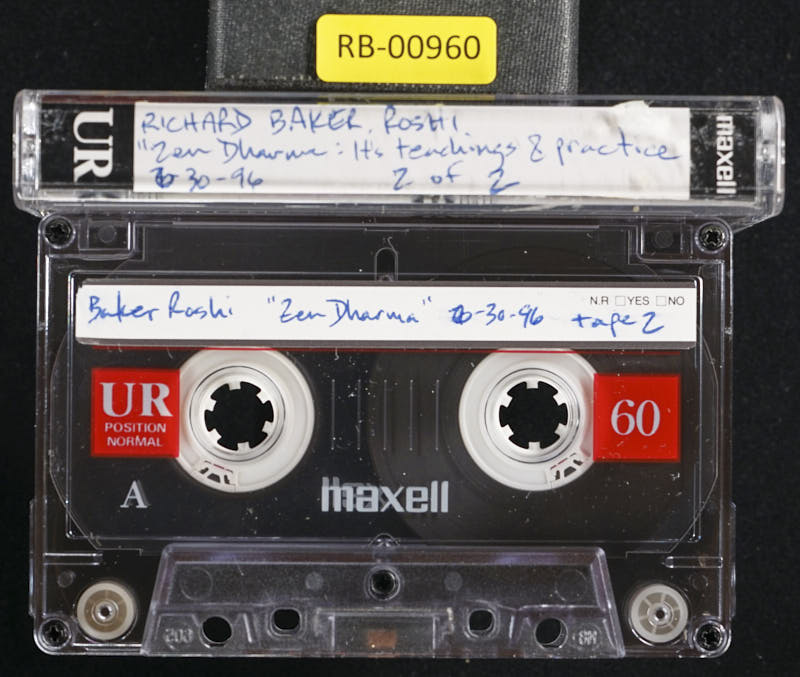 RB-00960
UR
RICHARD BAKER, ROSHI
"Zen Dharma: Its teachings & practice
6-30-96 2 of 2
maxell
Baker Roshi "Zen Dharma" 6-30-96 tape 2
N.R □YES □NO
UR
POSITION
NORMAL
60
A
maxell